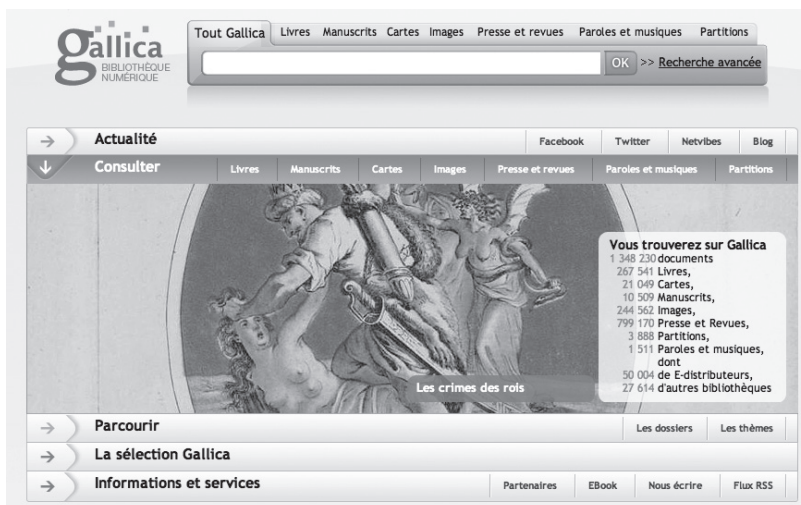 gallica
BIBLIOTHÈQUE
NUMÉRIQUE
Tout Gallica Livres Manuscrits Cartes Images Presse et revues Paroles et musiques Partitions
OK >> Recherche avancée
Actualité Facebook Twitter Netvibes Blog
Consulter Livres Manuscrits Cartes Images Presse et revues Paroles et musiques Partitions
Vous trouverez sur Gallica
1 348 230 documents
267 541 Livres,
21 049 Cartes,
10 509 Manuscrits,
244 562 Images,
799 170 Presse et Revues,
3 888 Partitions,
1 511 Paroles et musiques,
dont
50 004 de E-distributeurs,
27 614 d'autres bibliothèques
Les crimes des rois
Parcourir Les dossiers Les thèmes
La sélection Gallica
Informations et services Partenaires EBook Nous écrire Flux RSS